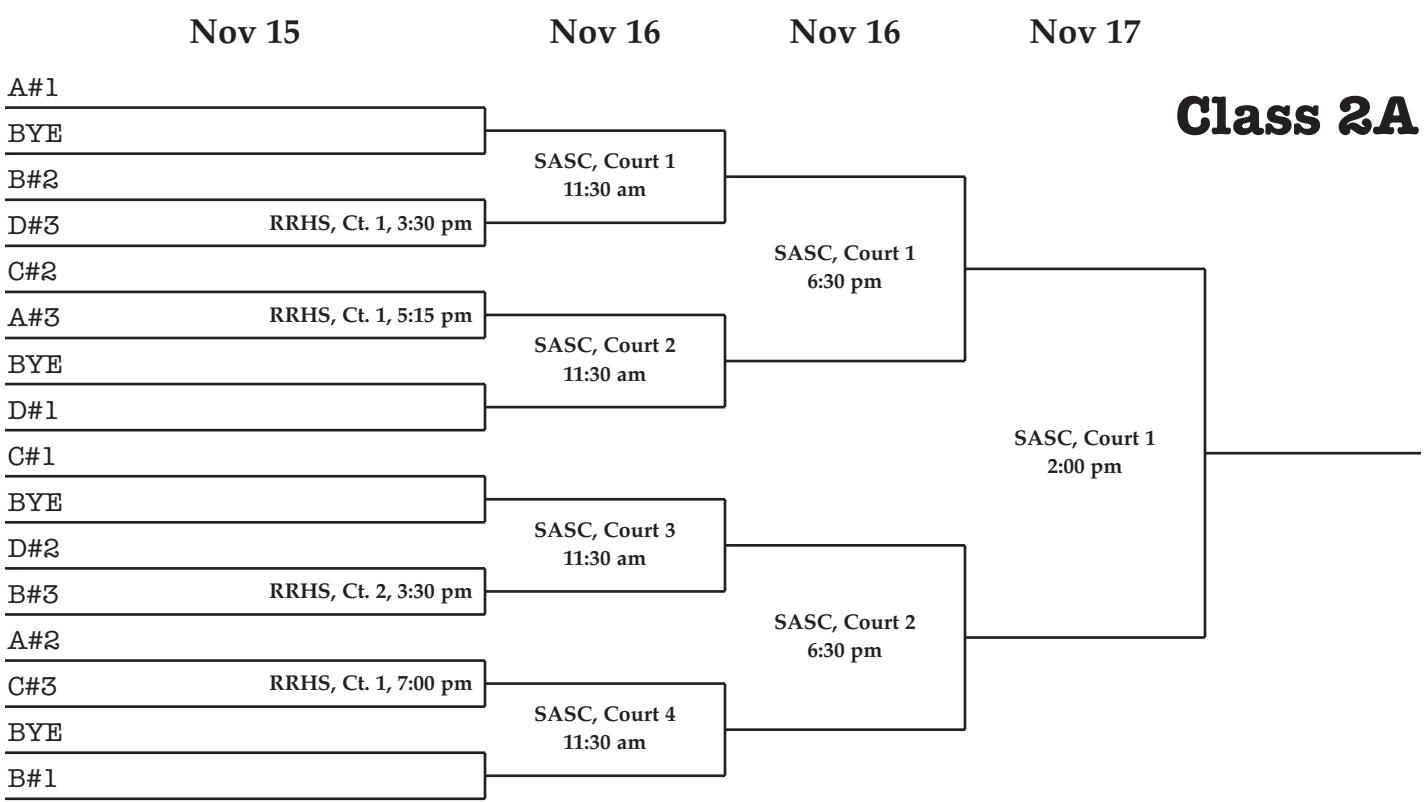 Nov 15 Nov 16 Nov 16 Nov 17
Class 2A
A#1
BYE
B#2
D#3 RRHS, Ct. 1, 3:30 pm
C#2
A#3 RRHS, Ct. 1, 5:15 pm
BYE
D#1
C#1
BYE
D#2
B#3 RRHS, Ct. 2, 3:30 pm
A#2
C#3 RRHS, Ct. 1, 7:00 pm
BYE
B#1
SASC, Court 1
11:30 am
SASC, Court 2
11:30 am
SASC, Court 3
11:30 am
SASC, Court 4
11:30 am
SASC, Court 1
6:30 pm
SASC, Court 2
6:30 pm
SASC, Court 1
2:00 pm